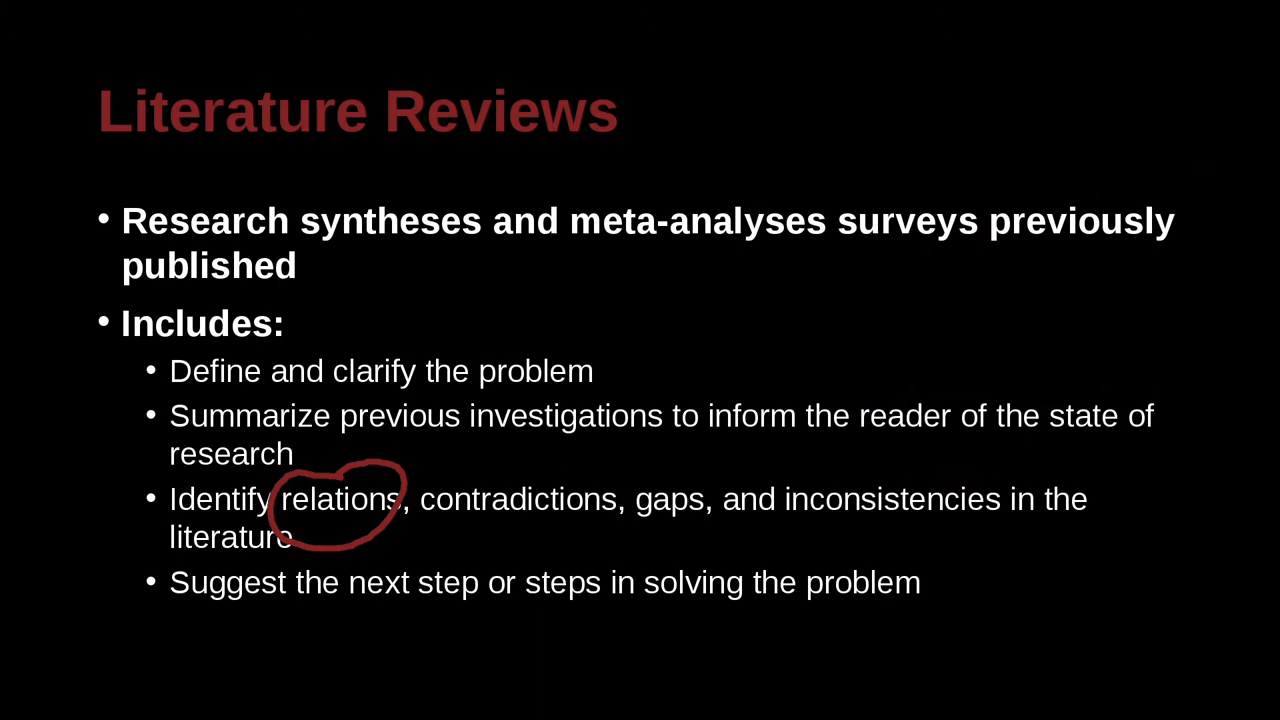 Literature Reviews
• Research syntheses and meta-analyses surveys previously
published
• Includes:
• Define and clarify the problem
• Summarize previous investigations to inform the reader of the state of
research
• Identify relations, contradictions, gaps, and inconsistencies in the
literature
• Suggest the next step or steps in solving the problem